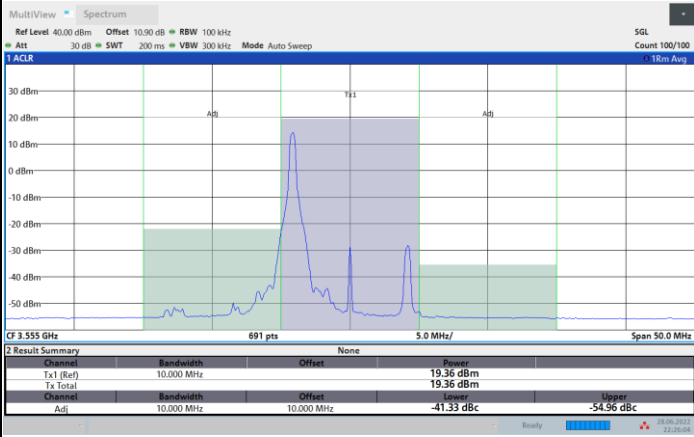 MultiView Spectrum
Ref Level 40.00 dBm Offset 10.90 dB RBW 100 kHz SGL
Att 30 dB SWT 200 ms VBW 300 kHz Mode Auto Sweep Count 100/100
1 ACLR 1Rm Avg
30 dBm
Tx1
20 dBm
Adj Adj
10 dBm
0 dBm
-10 dBm
-20 dBm
-30 dBm
-40 dBm
-50 dBm
CF 3.555 GHz 691 pts 5.0 MHz/ Span 50.0 MHz
2 Result Summary None
Channel Bandwidth Offset Power
Tx1 (Ref) 10.000 MHz 19.36 dBm
Tx Total 19.36 dBm
Channel Bandwidth Offset Lower Upper
Adj 10.000 MHz 10.000 MHz -41.33 dBc -54.96 dBc
Ready 28.06.2022
22:26:04